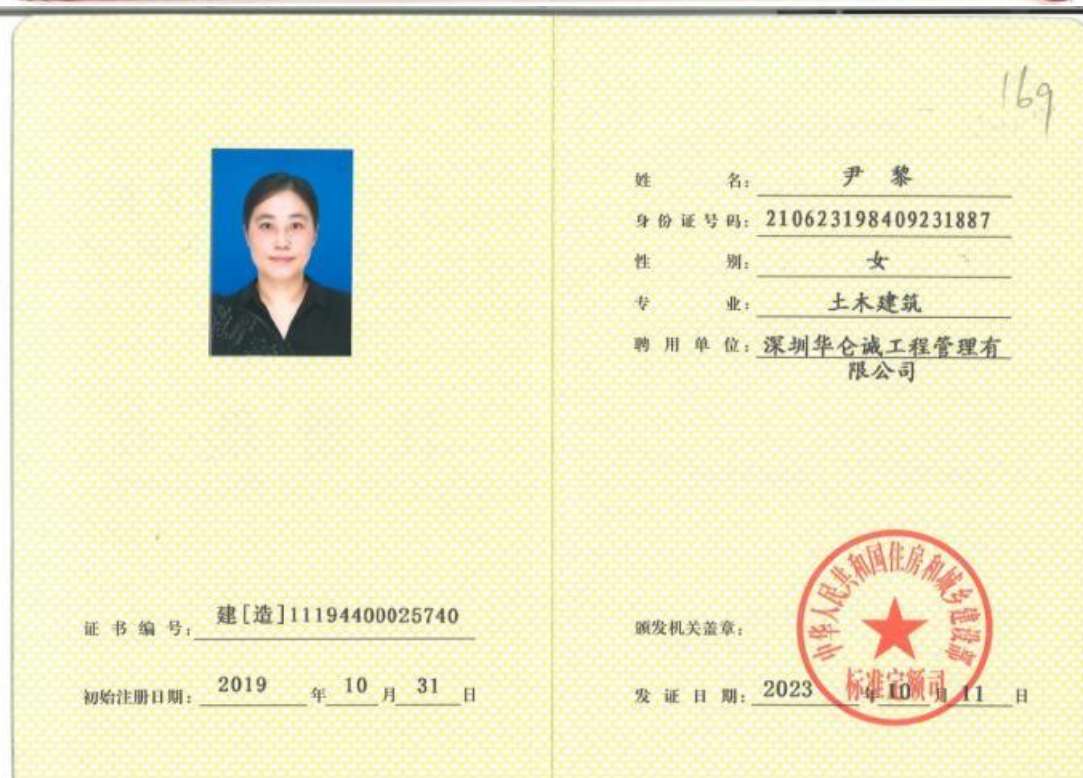 169
姓 名: 尹 黎
身份证号码: 210623198409231887
性 别: 女
专 业: 土木建筑
聘 用 单 位: 深圳华仑诚工程管理有
限公司
证 书 编 号: 建[造]11194400025740
初始注册日期: 2019 年 10 月 31 日
颁发机关盖章:
中华人民共和国住房和城乡建设部
标准定额司
发 证 日 期: 2023 年 10 月 11 日